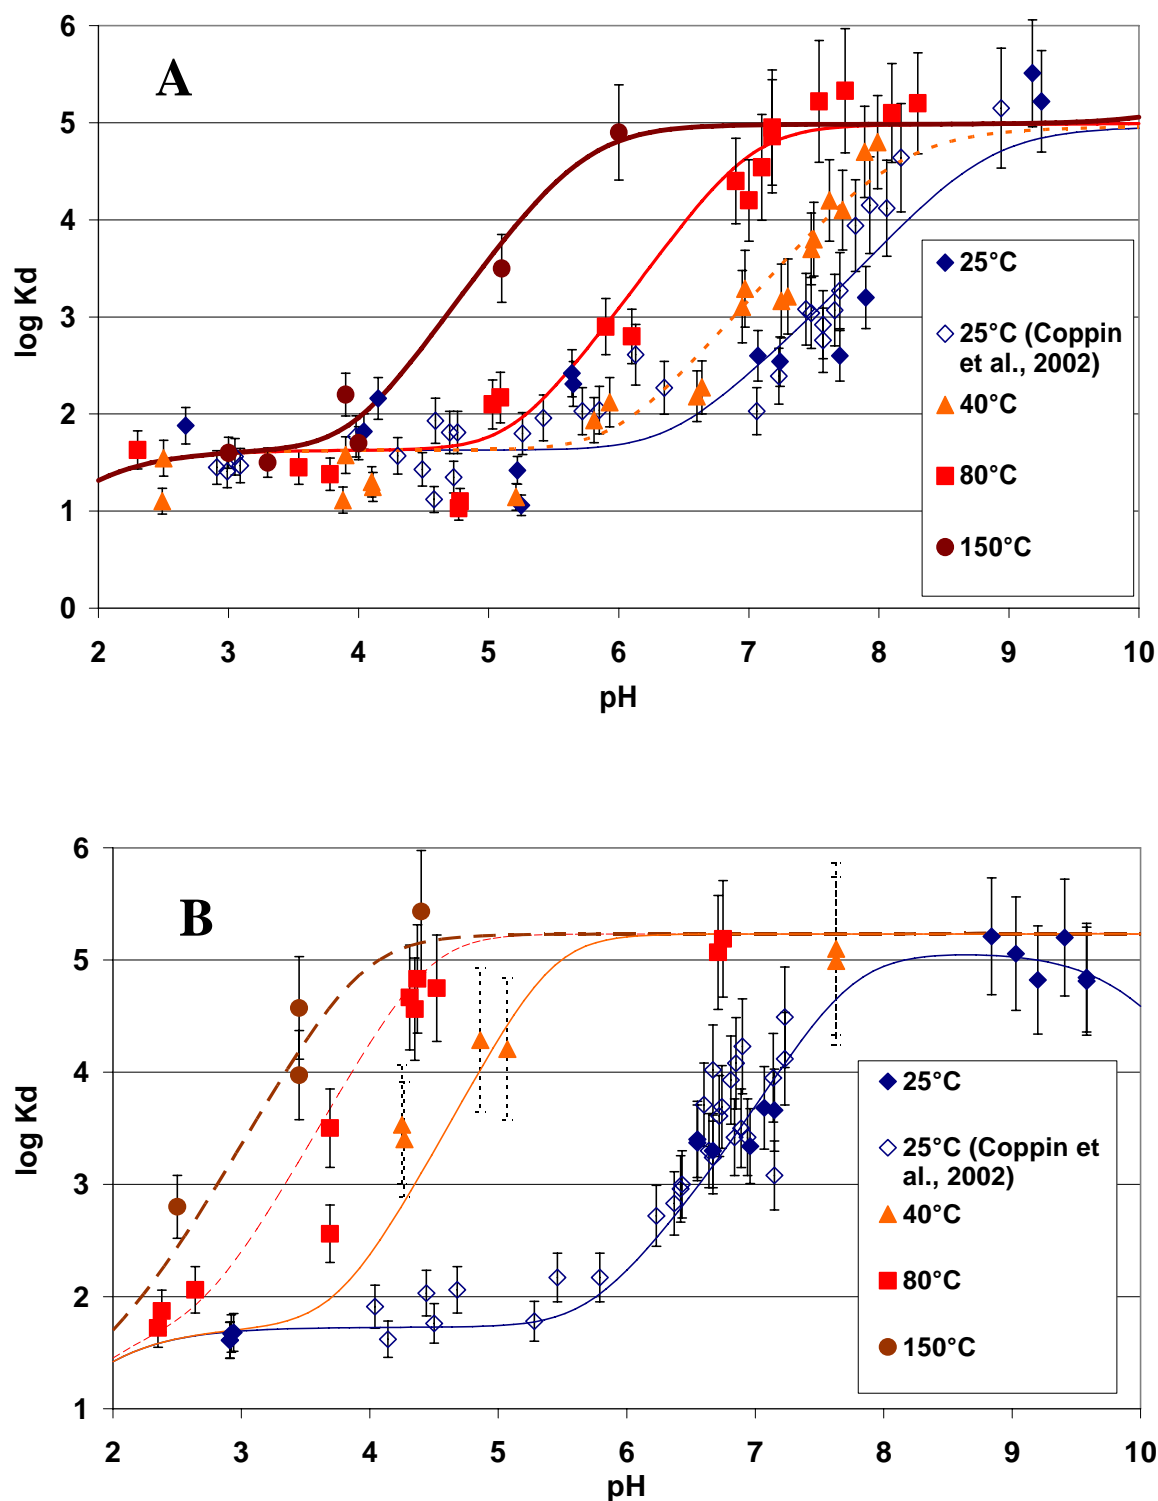 6
5
4
3
2
1
0
log Kd
A
25°C
25°C (Coppin
et al., 2002)
40°C
80°C
150°C
2 3 4 5 6 7 8 9 10
pH
6
5
4
3
2
1
log Kd
B
25°C
25°C (Coppin et
al., 2002)
40°C
80°C
150°C
2 3 4 5 6 7 8 9 10
pH